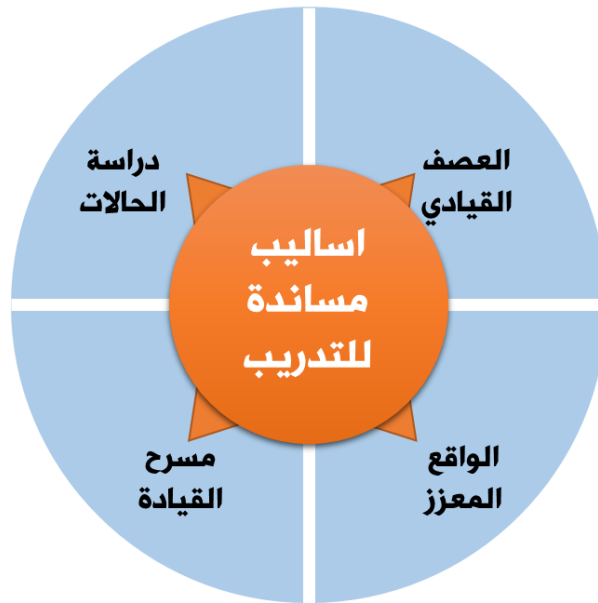 العصف
القيادي
دراسة
الحالات
اساليب
مساندة
للتدريب
الواقع
المعزز
مسرح
القيادة